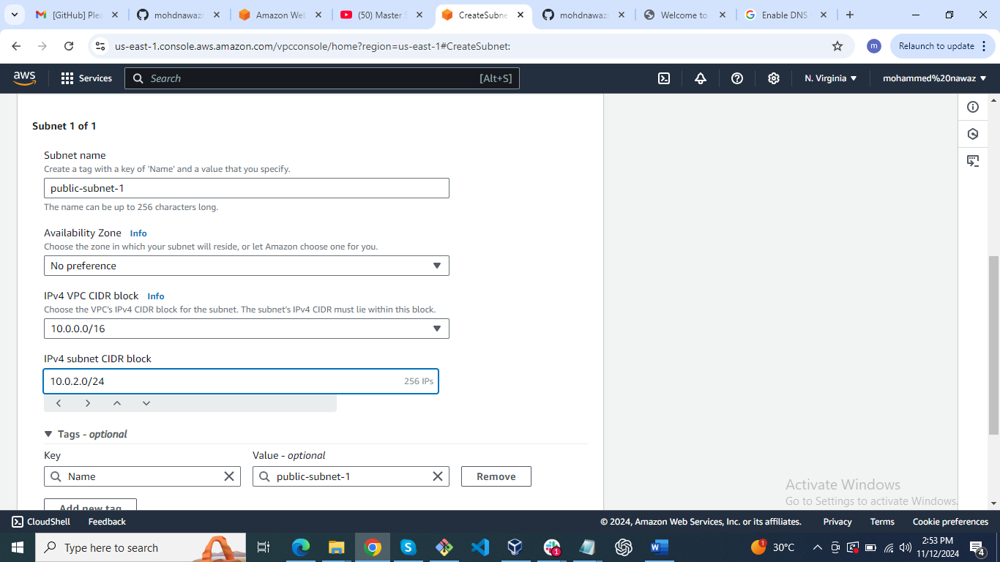 [GitHub] Plea
mohdnawaz
Amazon Web
(50) Master S
CreateSubne
mohdnawaz
Welcome to
Enable DNS
us-east-1.console.aws.amazon.com/vpcconsole/home?region=us-east-1#CreateSubnet:
m
Relaunch to update
aws
Services
Search
[Alt+S]
N. Virginia
mohammed%20nawaz
Subnet 1 of 1
Subnet name
Create a tag with a key of 'Name' and a value that you specify.
public-subnet-1
The name can be up to 256 characters long.
Availability Zone Info
Choose the zone in which your subnet will reside, or let Amazon choose one for you.
No preference
IPv4 VPC CIDR block Info
Choose the VPC's IPv4 CIDR block for the subnet. The subnet's IPv4 CIDR must lie within this block.
10.0.0.0/16
IPv4 subnet CIDR block
10.0.2.0/24
256 IPs
Tags - optional
Key
Value - optional
Name
public-subnet-1
Remove
Add new tag
Activate Windows
Go to Settings to activate Windows.
CloudShell
Feedback
© 2024, Amazon Web Services, Inc. or its affiliates.
Privacy
Terms
Cookie preferences
Type here to search
1
1
30°C
2:53 PM
11/12/2024
4